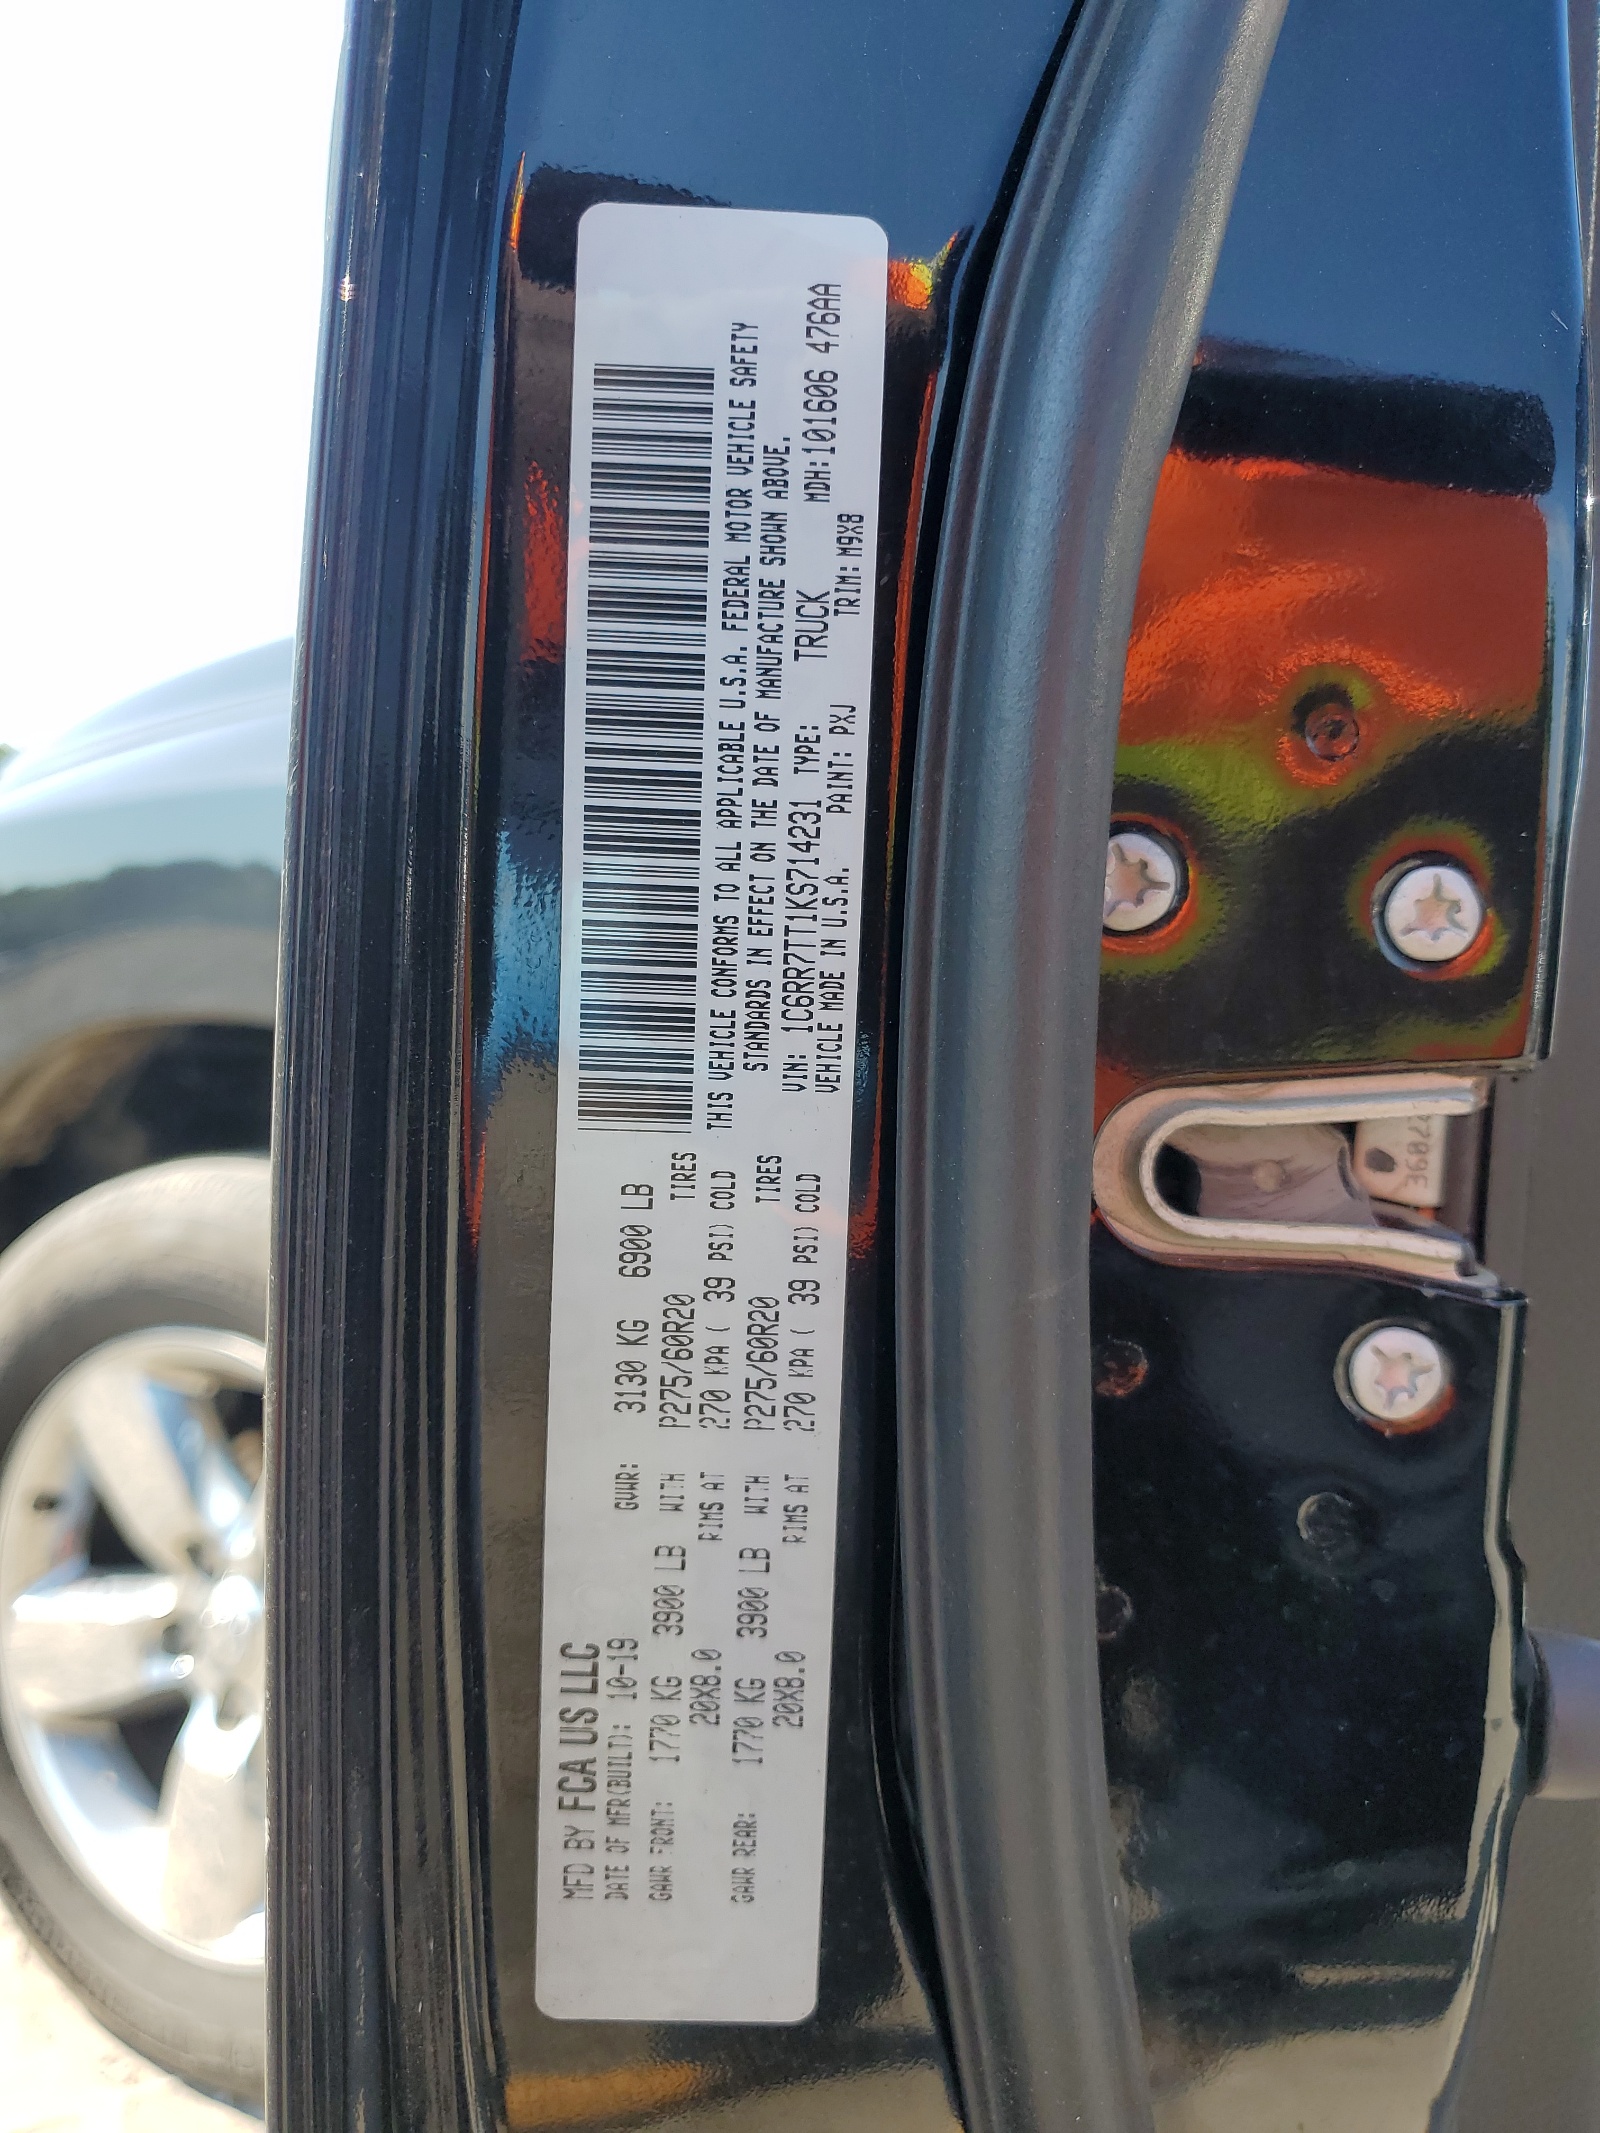 MFD BY FCA US LLC
DATE OF MFR(BUILT): 10-19 GVWR: 3130 KG 6900 LB
GAWR FRONT: 1770 KG 3900 LB WITH P275/60R20 TIRES
20X8.0 RIMS AT 270 KPA ( 39 PSI) COLD
GAWR REAR: 1770 KG 3900 LB WITH P275/60R20 TIRES
20X8.0 RIMS AT 270 KPA ( 39 PSI) COLD
THIS VEHICLE CONFORMS TO ALL APPLICABLE U.S.A. FEDERAL MOTOR VEHICLE SAFETY
STANDARDS IN EFFECT ON THE DATE OF MANUFACTURE SHOWN ABOVE.
VIN: 1C6RR7TT1KS714231 TYPE: TRUCK MDH:101606 476AA
VEHICLE MADE IN U.S.A. PAINT: PXJ TRIM: M9X8